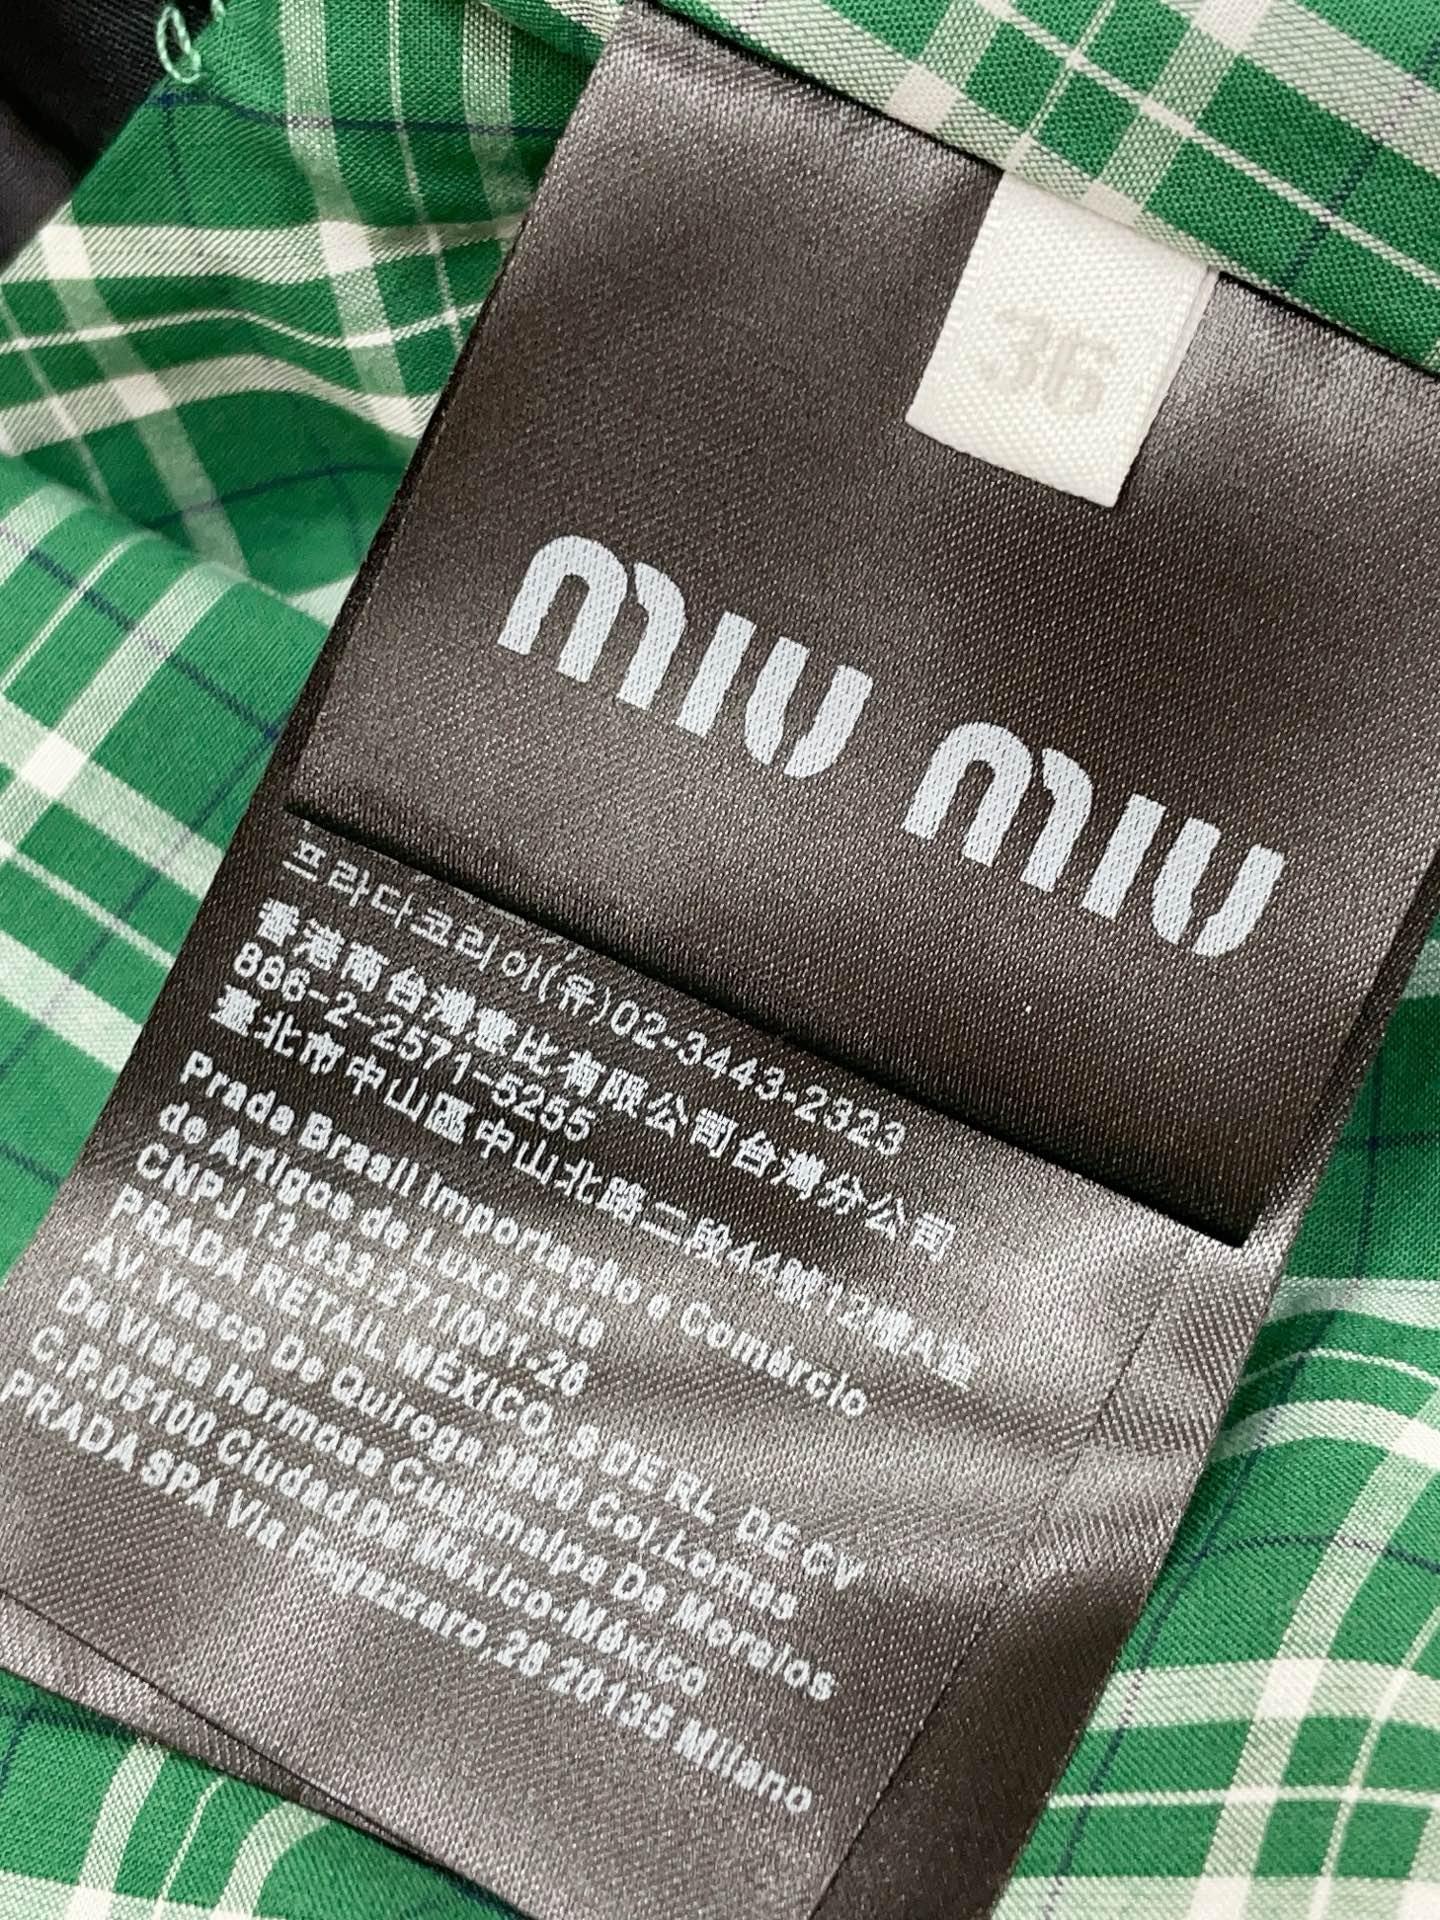 36
miu miu
프라다코리아(유)02-3443-2323
香港商台灣普比有限公司台灣分公司
886-2-2571-5255
臺北市中山區中山北路二段44號12樓A室
Prada Brasil Importação e Comércio
de Artigos de Luxo Ltda
CNPJ 13.633.271/001-26
PRADA RETAIL MÉXICO, S DE RL. DE CV
AV. Vasco De Quiroga 3800 Col.Lomas
De Vista Hermosa Cuajimalpa De Morelos
C.P.05100 Ciudad De México-México
PRADA SPA Via Fogazzaro,28 20135 Milano